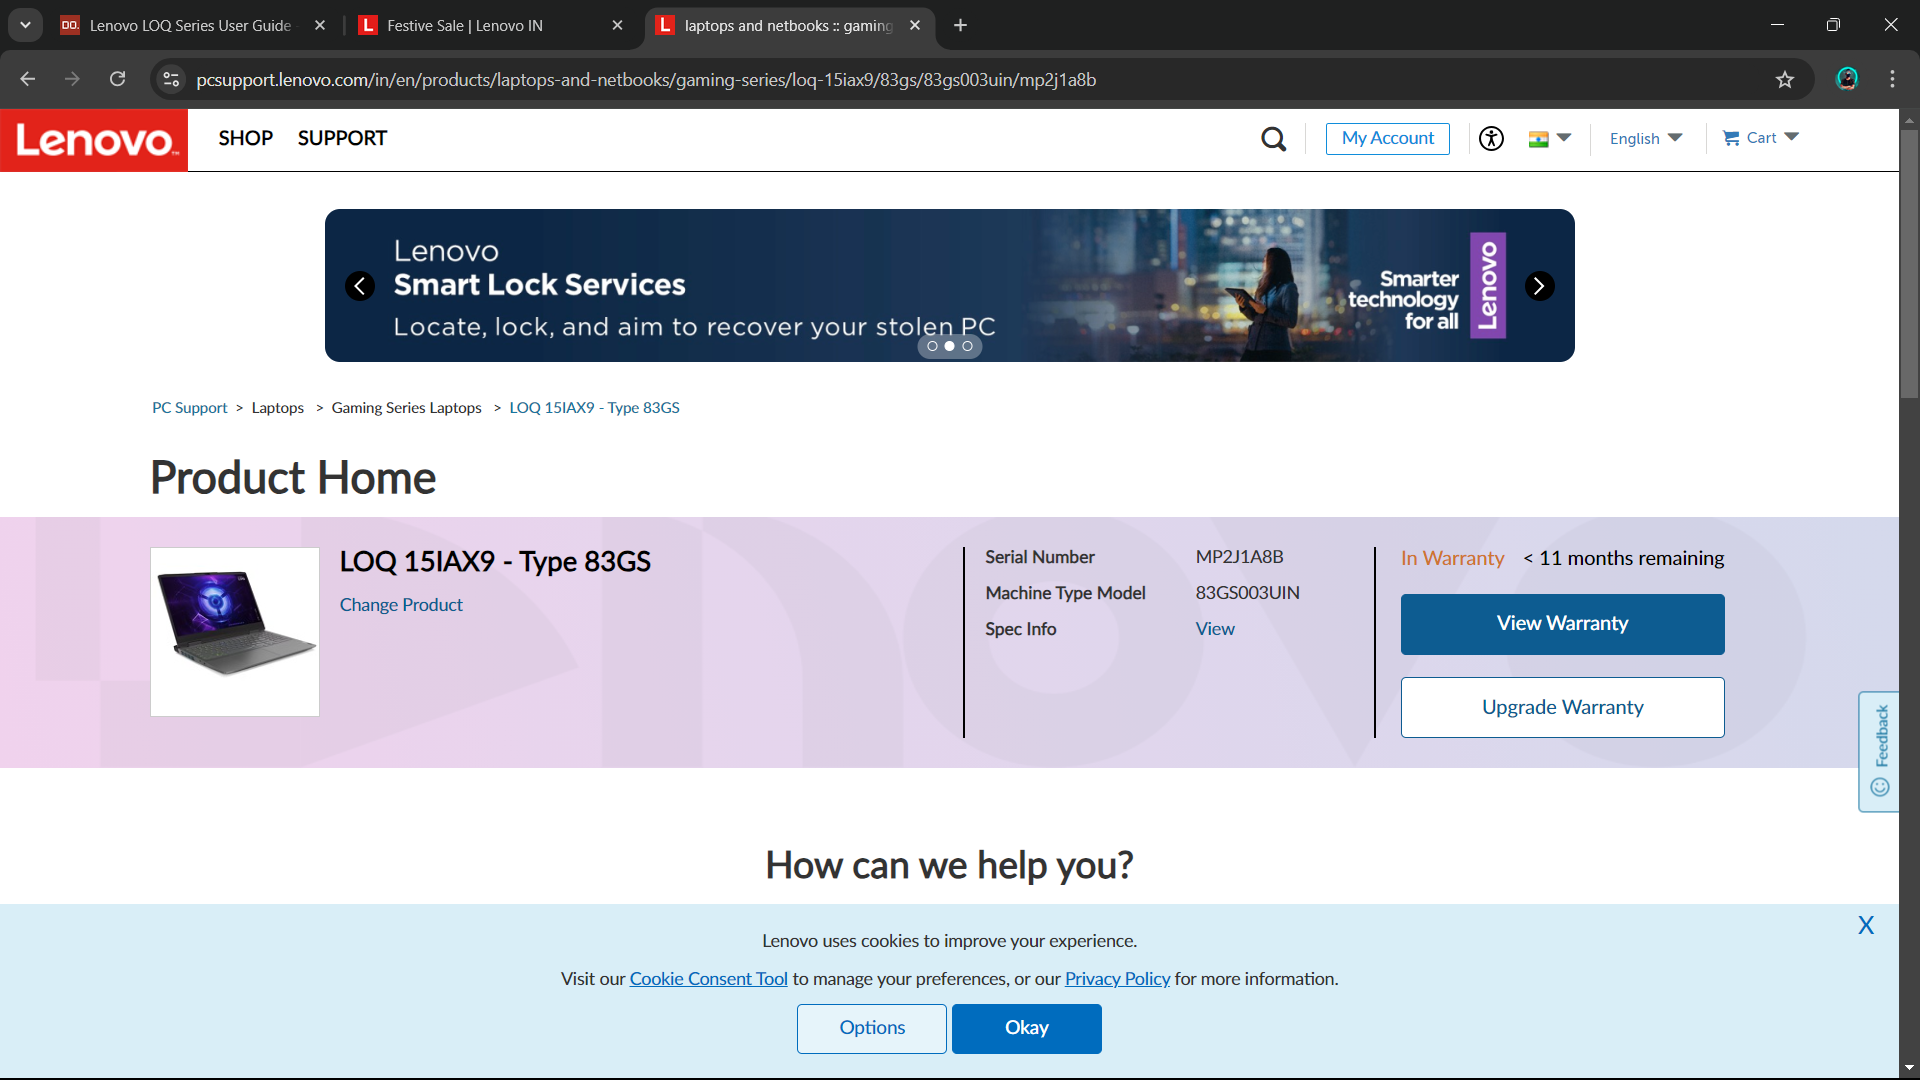 DO.
Lenovo LOQ Series User Guide -
L
Festive Sale | Lenovo IN
L
laptops and netbooks :: gaming
pcsupport.lenovo.com/in/en/products/laptops-and-netbooks/gaming-series/loq-15iax9/83gs/83gs003uin/mp2j1a8b
Lenovo™
SHOP
SUPPORT
My Account
English
Cart
Lenovo
Smart Lock Services
Locate, lock, and aim to recover your stolen PC
Smarter
technology
for all
Lenovo
PC Support > Laptops > Gaming Series Laptops > LOQ 15IAX9 - Type 83GS
Product Home
LOQ 15IAX9 - Type 83GS
Change Product
Serial Number MP2J1A8B
Machine Type Model 83GS003UIN
Spec Info View
In Warranty < 11 months remaining
View Warranty
Upgrade Warranty
Feedback
How can we help you?
X
Lenovo uses cookies to improve your experience.
Visit our Cookie Consent Tool to manage your preferences, or our Privacy Policy for more information.
Options
Okay